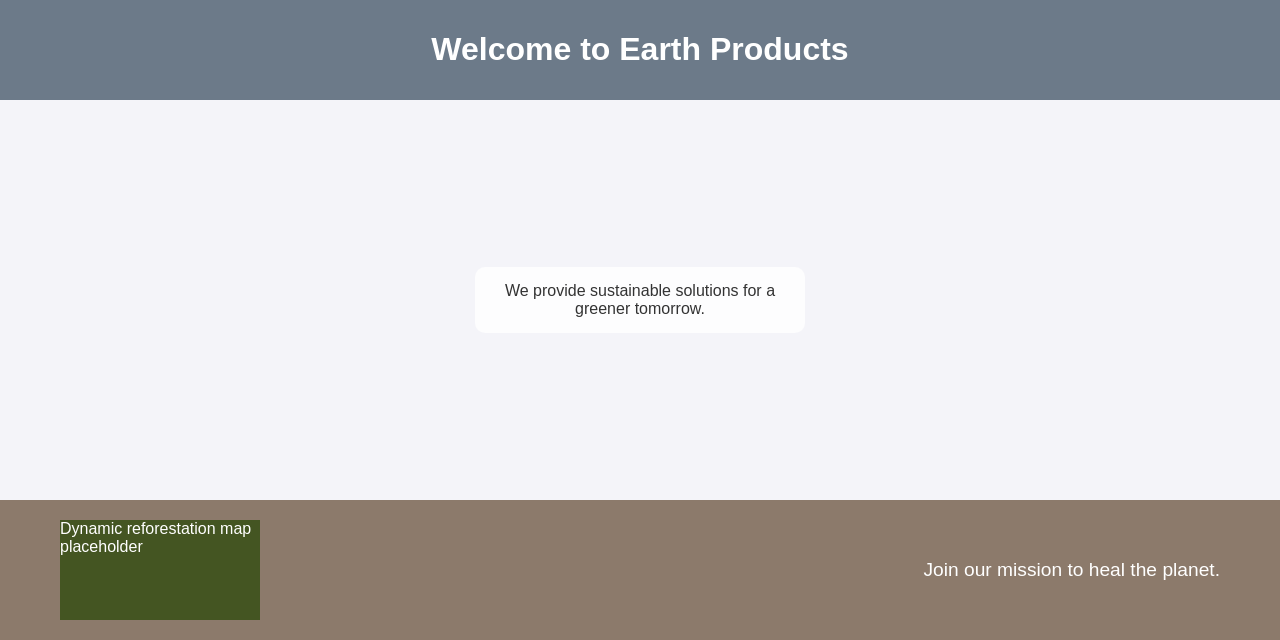 Welcome to Earth Products
We provide sustainable solutions for a
greener tomorrow.
Dynamic reforestation map
placeholder
Join our mission to heal the planet.